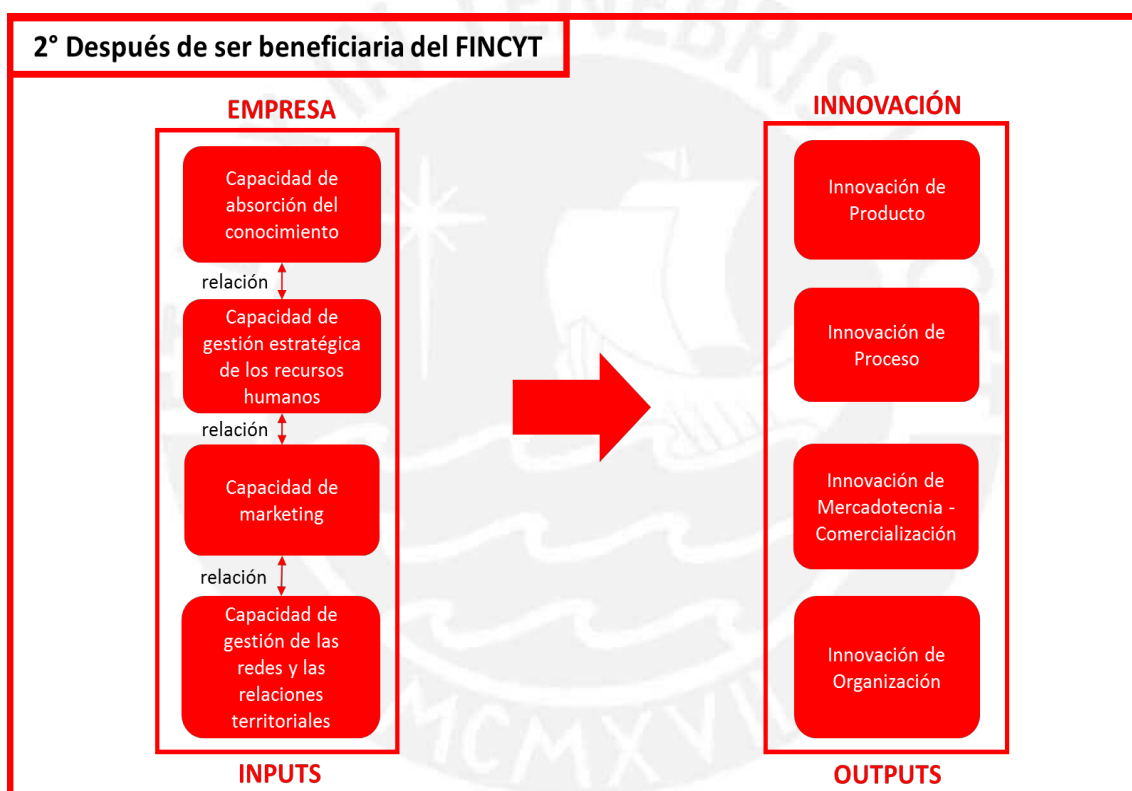 2° Después de ser beneficiaria del FINCYT
EMPRESA
Capacidad de
absorción del
conocimiento
relación
Capacidad de
gestión estratégica
de los recursos
humanos
relación
Capacidad de
marketing
relación
Capacidad de
gestión de las
redes y las
relaciones
territoriales
INPUTS
INNOVACIÓN
Innovación de
Producto
Innovación de
Proceso
Innovación de
Mercadotecnia -
Comercialización
Innovación de
Organización
OUTPUTS
TENEBRIS
MCMXVII